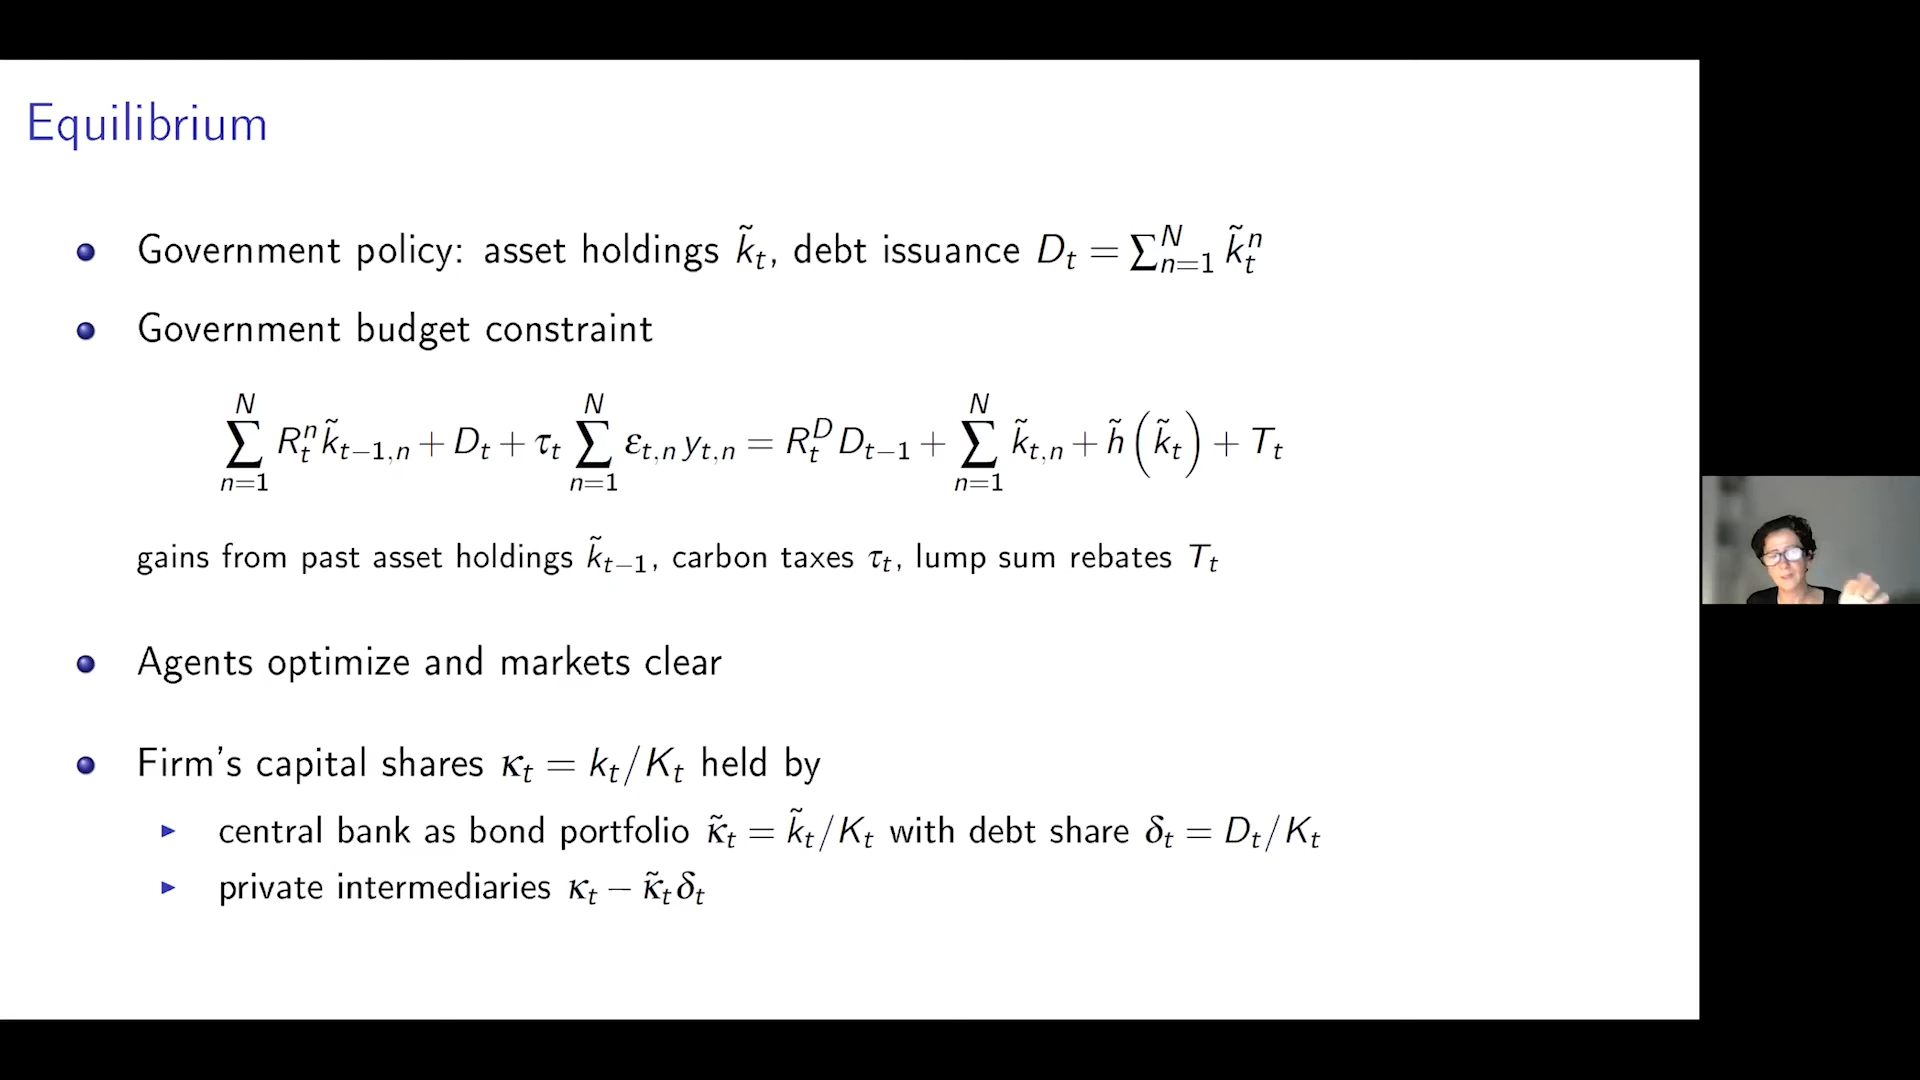 Equilibrium
Government policy: asset holdings k̃_t, debt issuance D_t = ∑_{n=1}^{N} k̃_t^n
Government budget constraint
∑_{n=1}^{N} R_t^n k̃_{t−1,n} + D_t + τ_t ∑_{n=1}^{N} ε_{t,n} y_{t,n} = R_t^D D_{t−1} + ∑_{n=1}^{N} k̃_{t,n} + h̃(k̃_t) + T_t
gains from past asset holdings k̃_{t−1}, carbon taxes τ_t, lump sum rebates T_t
Agents optimize and markets clear
Firm's capital shares κ_t = k_t/K_t held by
central bank as bond portfolio κ̃_t = k̃_t/K_t with debt share δ_t = D_t/K_t
private intermediaries κ_t − κ̃_t δ_t